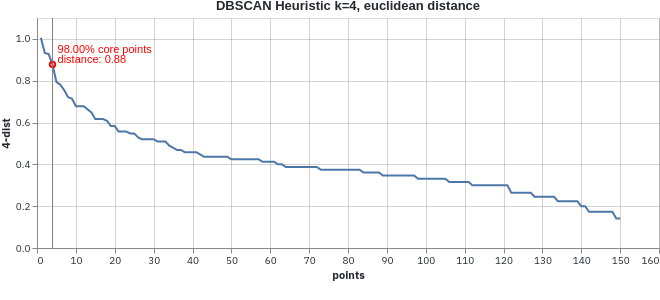 DBSCAN Heuristic k=4, euclidean distance
98.00% core points
distance: 0.88
4-dist
1.0
0.8
0.6
0.4
0.2
0.0
0 10 20 30 40 50 60 70 80 90 100 110 120 130 140 150 160
points